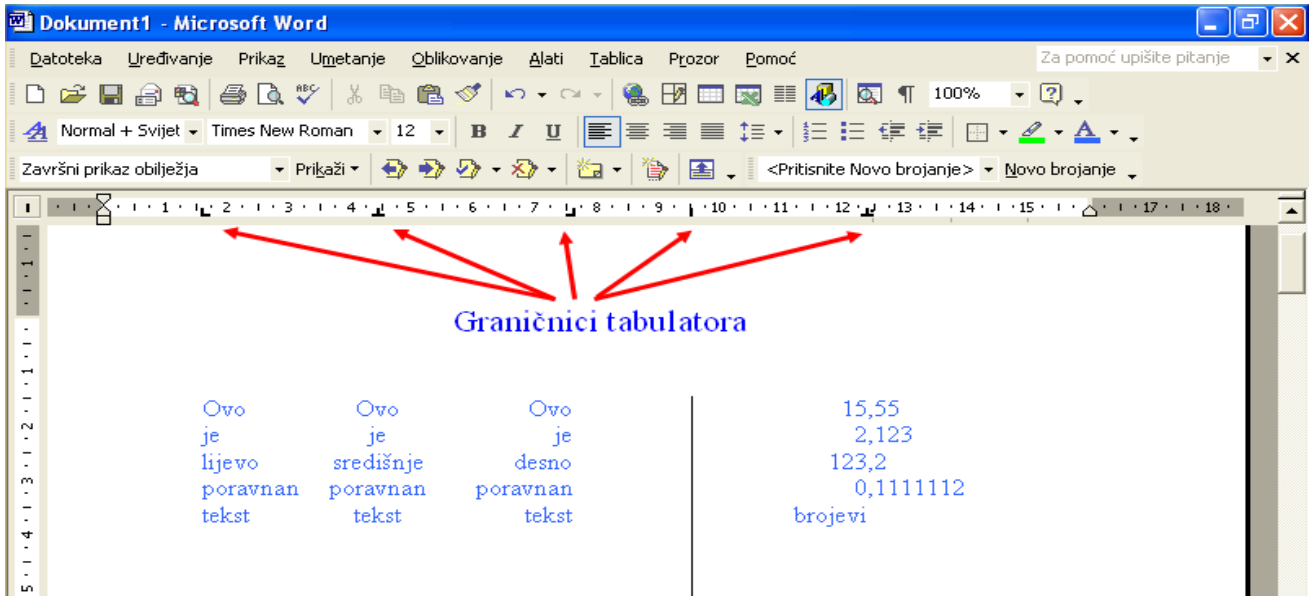 Dokument1 - Microsoft Word
Datoteka Uređivanje Prikaz Umetanje Oblikovanje Alati Tablica Prozor Pomoć Za pomoć upišite pitanje
100%
Normal + Svijet Times New Roman 12 B I U
Završni prikaz obilježja Prikaži <Pritisnite Novo brojanje> Novo brojanje
1 2 3 4 5 6 7 8 9 10 11 12 13 14 15 17 18
Graničnici tabulatora
Ovo Ovo Ovo 15,55
je je je 2,123
lijevo središnje desno 123,2
poravnan poravnan poravnan 0,1111112
tekst tekst tekst brojevi
1
1
2
3
4
5